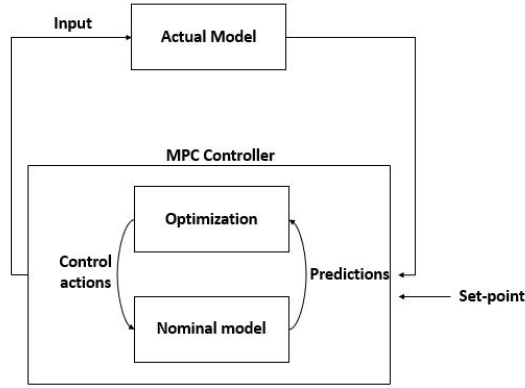 Input
Actual Model
MPC Controller
Optimization
Control
actions
Predictions
Set-point
Nominal model